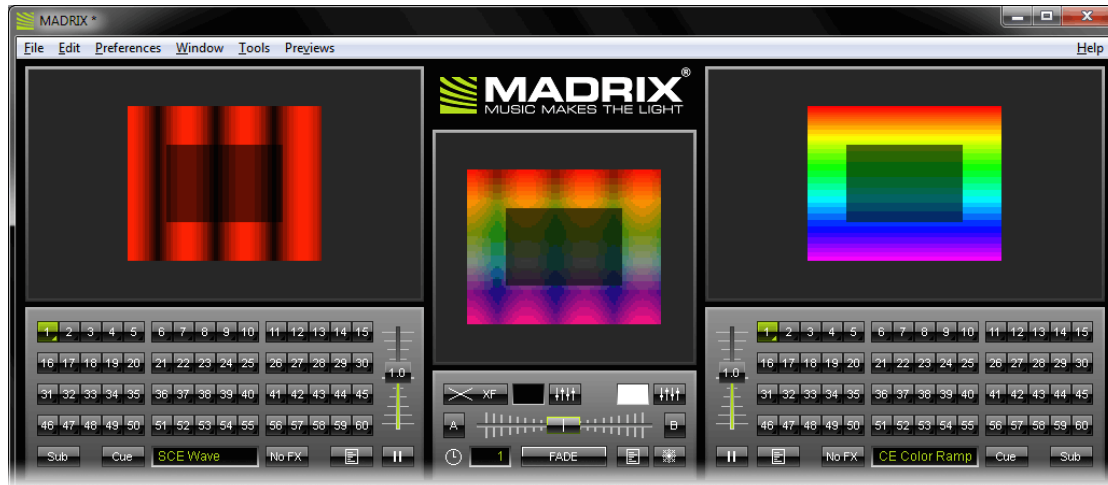 MADRIX *
File Edit Preferences Window Tools Previews Help
MADRIX®
MUSIC MAKES THE LIGHT
1 2 3 4 5 6 7 8 9 10 11 12 13 14 15
16 17 18 19 20 21 22 23 24 25 26 27 28 29 30
31 32 33 34 35 36 37 38 39 40 41 42 43 44 45
46 47 48 49 50 51 52 53 54 55 56 57 58 59 60
1.0
Sub Cue SCE Wave No FX
XF
A B
1 FADE
1 2 3 4 5 6 7 8 9 10 11 12 13 14 15
16 17 18 19 20 21 22 23 24 25 26 27 28 29 30
31 32 33 34 35 36 37 38 39 40 41 42 43 44 45
46 47 48 49 50 51 52 53 54 55 56 57 58 59 60
1.0
No FX CE Color Ramp Cue Sub